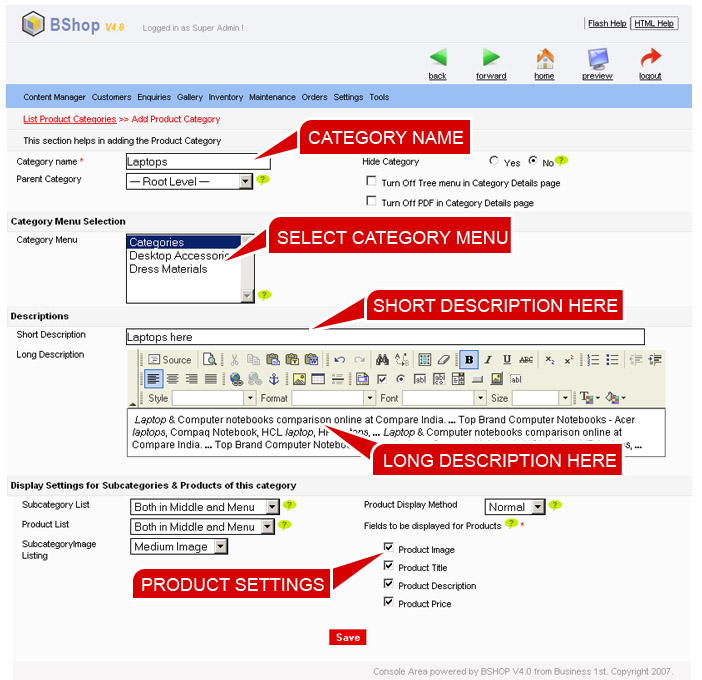 BShop V4.0 Logged in as Super Admin !
Flash Help HTML Help
back forward home preview logout
Content Manager Customers Enquiries Gallery Inventory Maintenance Orders Settings Tools
List Product Categories >> Add Product Category
This section helps in adding the Product Category
CATEGORY NAME
Category name * Laptops
Hide Category Yes No ?
Parent Category — Root Level — ?
Turn Off Tree menu in Category Details page
Turn Off PDF in Category Details page
Category Menu Selection
SELECT CATEGORY MENU
Category Menu Categories
Desktop Accessorie
Dress Materials
?
Descriptions
SHORT DESCRIPTION HERE
Short Description Laptops here
Long Description
Source B I U ABC
Style Format Font Size
Laptop & Computer notebooks comparison online at Compare India. ... Top Brand Computer Notebooks - Acer
laptops, Compaq Notebook, HCL laptop, HP laptops, ... Laptop & Computer notebooks comparison online at
Compare India. ... Top Brand Computer Notebook
LONG DESCRIPTION HERE
Display Settings for Subcategories & Products of this category
Subcategory List Both in Middle and Menu ?
Product Display Method Normal ?
Product List Both in Middle and Menu ?
Fields to be displayed for Products ? *
SubcategoryImage
Listing Medium Image
Product Image
PRODUCT SETTINGS
Product Title
Product Description
Product Price
Save
Console Area powered by BSHOP V4.0 from Business 1st. Copyright 2007.